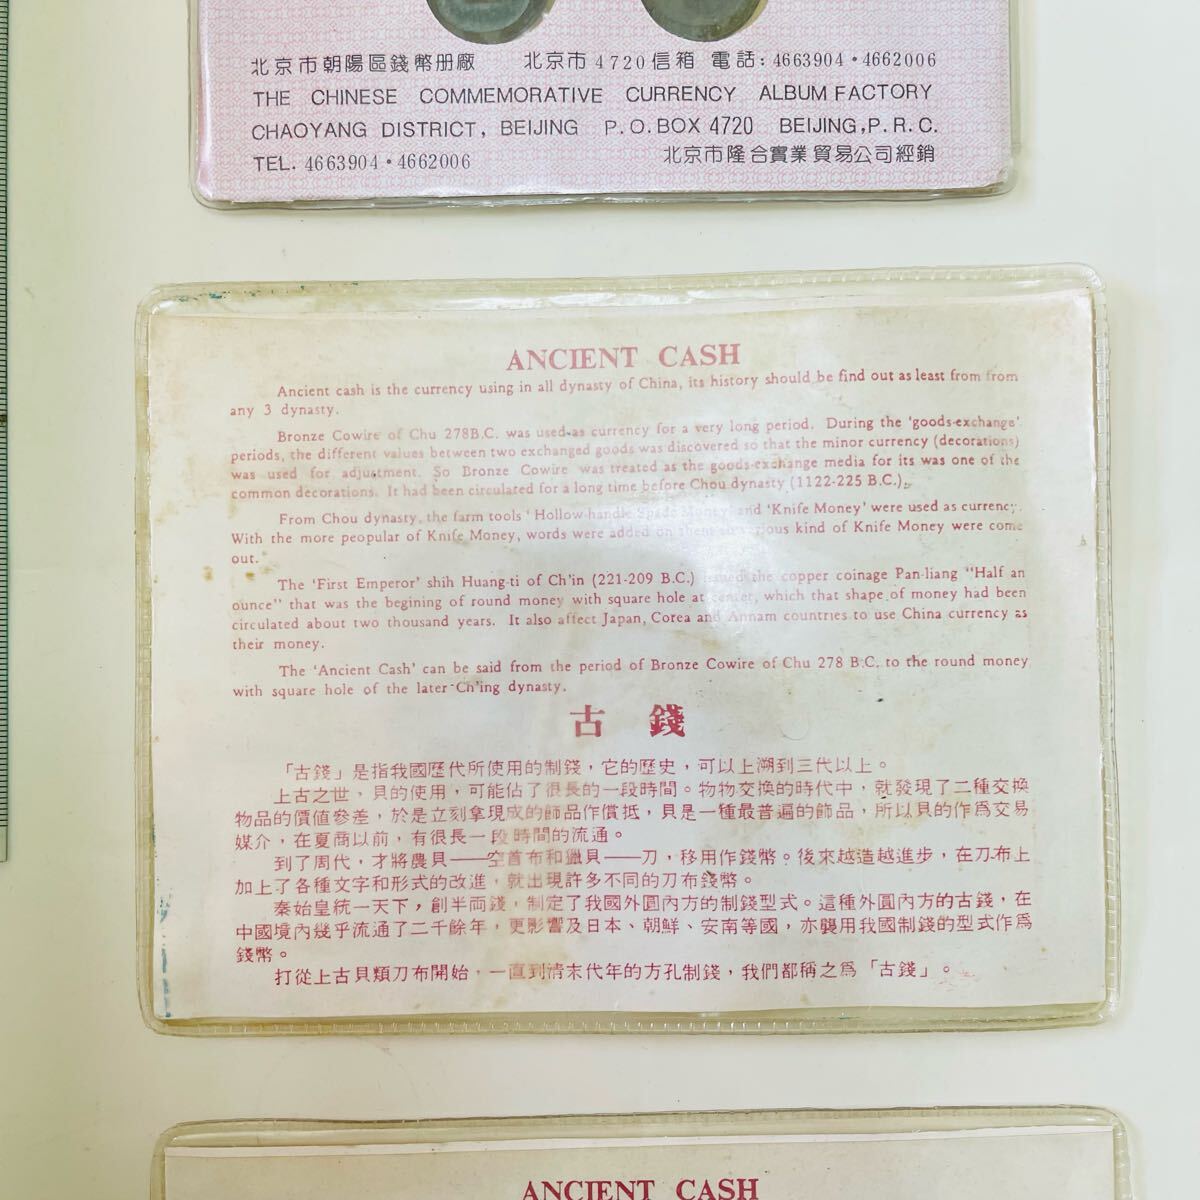 北京市朝陽區錢幣册廠 北京市4720信箱 電話:4663904・4662006
THE CHINESE COMMEMORATIVE CURRENCY ALBUM FACTORY
CHAOYANG DISTRICT, BEIJING P.O.BOX 4720 BEIJING,P.R.C.
TEL. 4663904・4662006 北京市隆合實業貿易公司經銷
ANCIENT CASH
Ancient cash is the currency using in all dynasty of China, its history should be find out as least from from
any 3 dynasty.
Bronze Cowire of Chu 278B.C. was used as currency for a very long period. During the 'goods-exchange'
periods, the different values between two exchanged goods was discovered so that the minor currency (decorations)
was used for adjustment. So Bronze Cowire was treated as the goods-exchange media for its was one of the
common decorations. It had been circulated for a long time before Chou dynasty (1122-225 B.C.).
From Chou dynasty, the farm tools 'Hollow-handle Spade Money' and 'Knife Money' were used as currency.
With the more peopular of Knife Money, words were added on them so various kind of Knife Money were come
out.
The 'First Emperor' shih Huang-ti of Ch'in (221-209 B.C.) issued the copper coinage Pan-liang "Half an
ounce" that was the begining of round money with square hole at center, which that shape of money had been
circulated about two thousand years. It also affect Japan, Corea and Annam countries to use China currency as
their money.
The 'Ancient Cash' can be said from the period of Bronze Cowire of Chu 278 B.C. to the round money
with square hole of the later Ch'ing dynasty.
古 錢
「古錢」是指我國歷代所使用的制錢，它的歷史，可以上溯到三代以上。
上古之世，貝的使用，可能佔了很長的一段時間。物物交換的時代中，就發現了二種交換
物品的價值參差，於是立刻拿現成的飾品作償抵，貝是一種最普遍的飾品，所以貝的作爲交易
媒介，在夏商以前，有很長一段時間的流通。
到了周代，才將農具——空首布和獵具——刀，移用作錢幣。後來越造越進步，在刀布上
加上了各種文字和形式的改進，就出現許多不同的刀布錢幣。
秦始皇統一天下，創半両錢，制定了我國外圓內方的制錢型式。這種外圓內方的古錢，在
中國境內幾乎流通了二千餘年，更影響及日本、朝鮮、安南等國，亦襲用我國制錢的型式作爲
錢幣。
打從上古貝類刀布開始，一直到清末代年的方孔制錢，我們都稱之爲「古錢」。
ANCIENT CASH